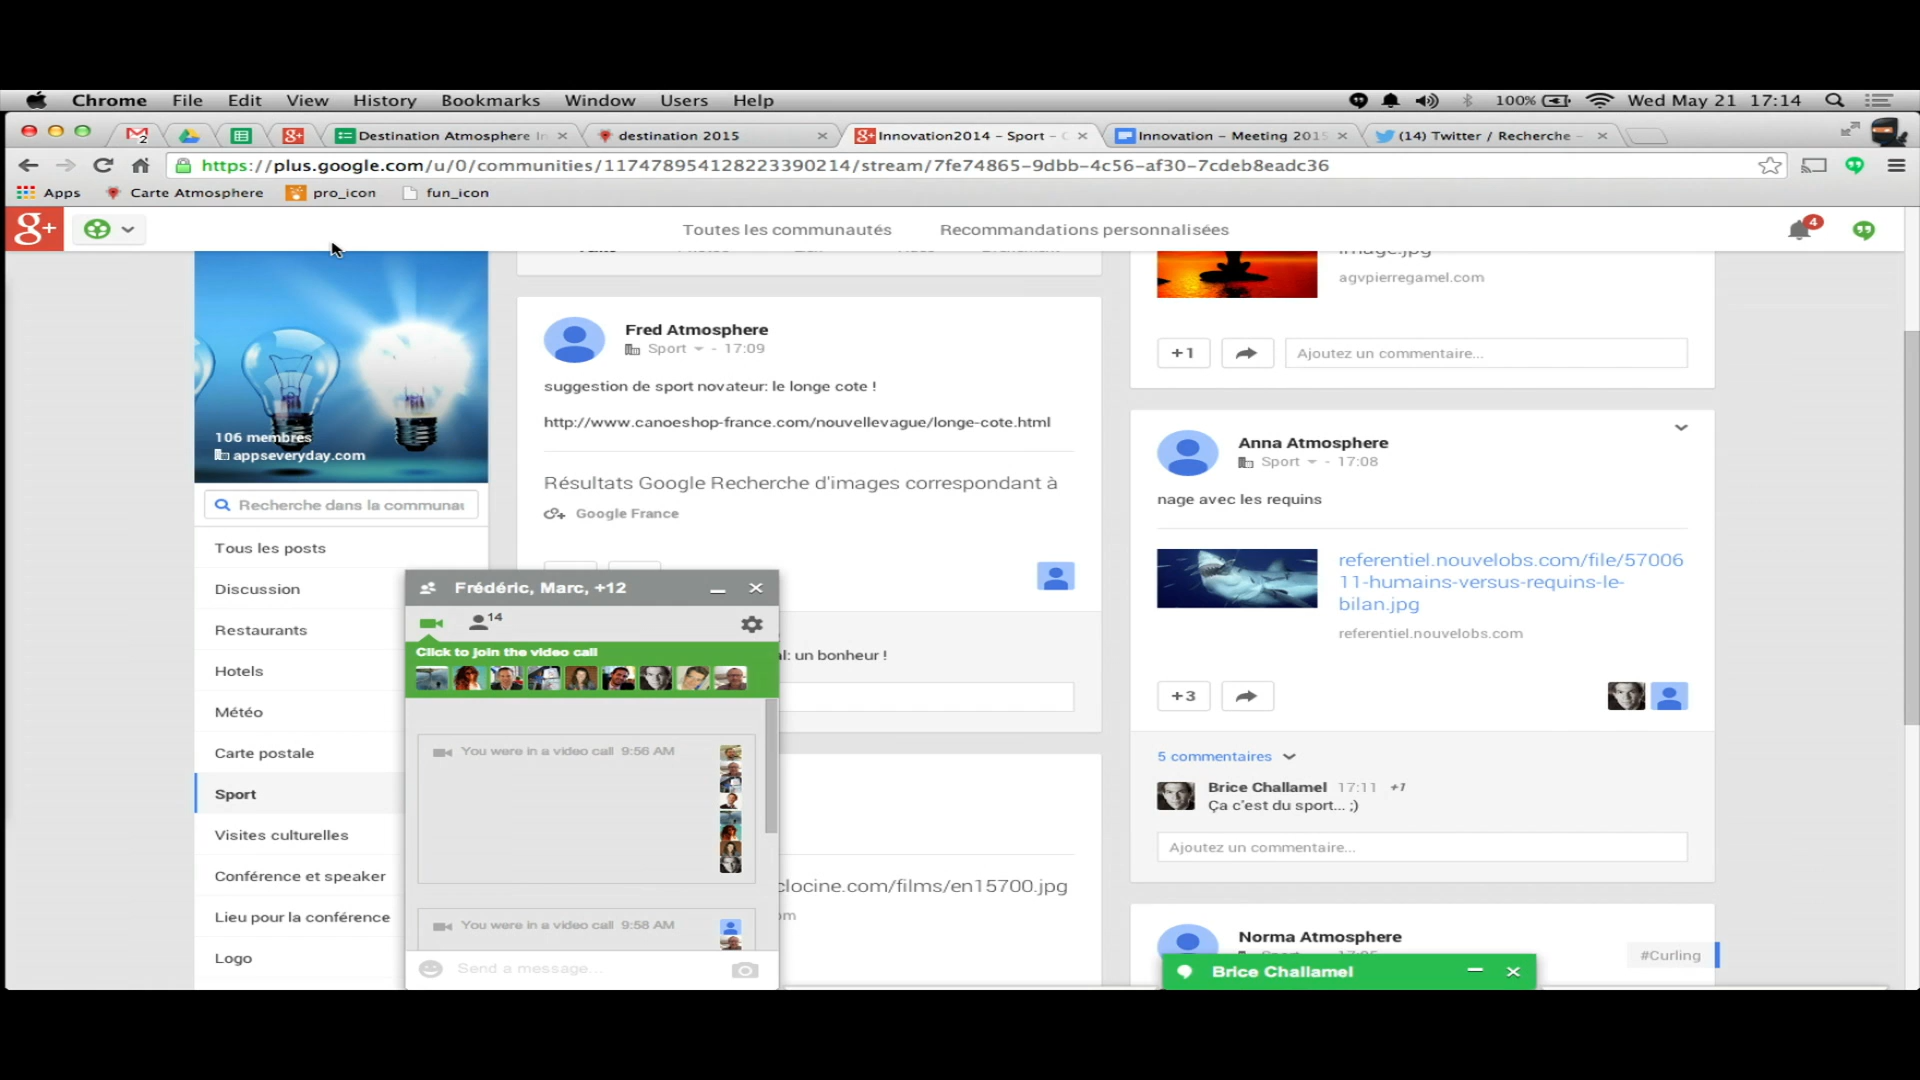 Chrome File Edit View History Bookmarks Window Users Help 100% Wed May 21 17:14
2 Destination Atmosphere destination 2015 Innovation2014 – Sport – Innovation – Meeting 2015 (14) Twitter / Recherche –
https://plus.google.com/u/0/communities/117478954128223390214/stream/7fe74865-9dbb-4c56-af30-7cdeb8eadc36
Apps Carte Atmosphere pro_icon fun_icon
g+ Toutes les communautés Recommandations personnalisées 4
106 membres
appseveryday.com
Recherche dans la communau
Tous les posts
Discussion
Restaurants
Hotels
Météo
Carte postale
Sport
Visites culturelles
Conférence et speaker
Lieu pour la conférence
Logo
Fred Atmosphere
Sport - 17:09
suggestion de sport novateur: le longe cote !
http://www.canoeshop-france.com/nouvellevague/longe-cote.html
Résultats Google Recherche d'images correspondant à
Google France
l: un bonheur !
clocine.com/films/en15700.jpg
om
Frédéric, Marc, +12
14
Click to join the video call
You were in a video call 9:56 AM
You were in a video call 9:58 AM
Send a message...
image.jpg
agvpierregamel.com
+1 Ajoutez un commentaire...
Anna Atmosphere
Sport - 17:08
nage avec les requins
referentiel.nouvelobs.com/file/57006
11-humains-versus-requins-le-
bilan.jpg
referentiel.nouvelobs.com
+3
5 commentaires
Brice Challamel 17:11 +1
Ça c'est du sport... ;)
Ajoutez un commentaire...
Norma Atmosphere
#Curling
Brice Challamel